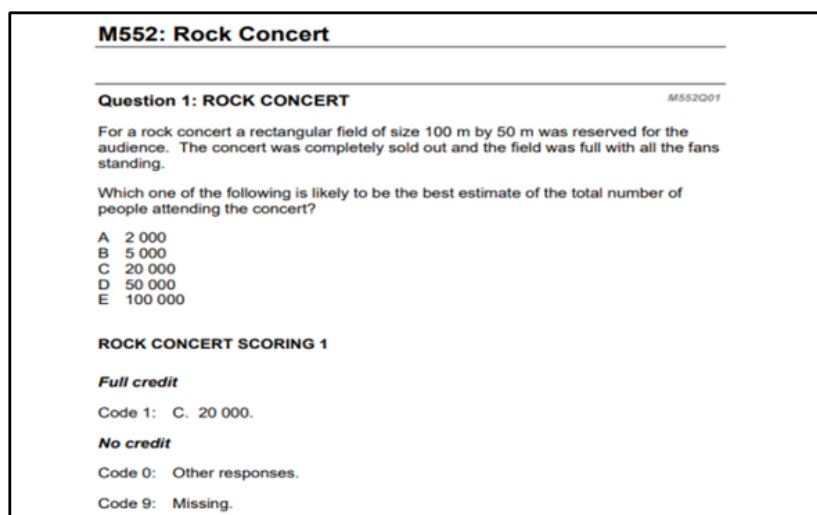 M552: Rock Concert
Question 1: ROCK CONCERT M552Q01
For a rock concert a rectangular field of size 100 m by 50 m was reserved for the
audience. The concert was completely sold out and the field was full with all the fans
standing.
Which one of the following is likely to be the best estimate of the total number of
people attending the concert?
A 2 000
B 5 000
C 20 000
D 50 000
E 100 000
ROCK CONCERT SCORING 1
Full credit
Code 1: C. 20 000.
No credit
Code 0: Other responses.
Code 9: Missing.